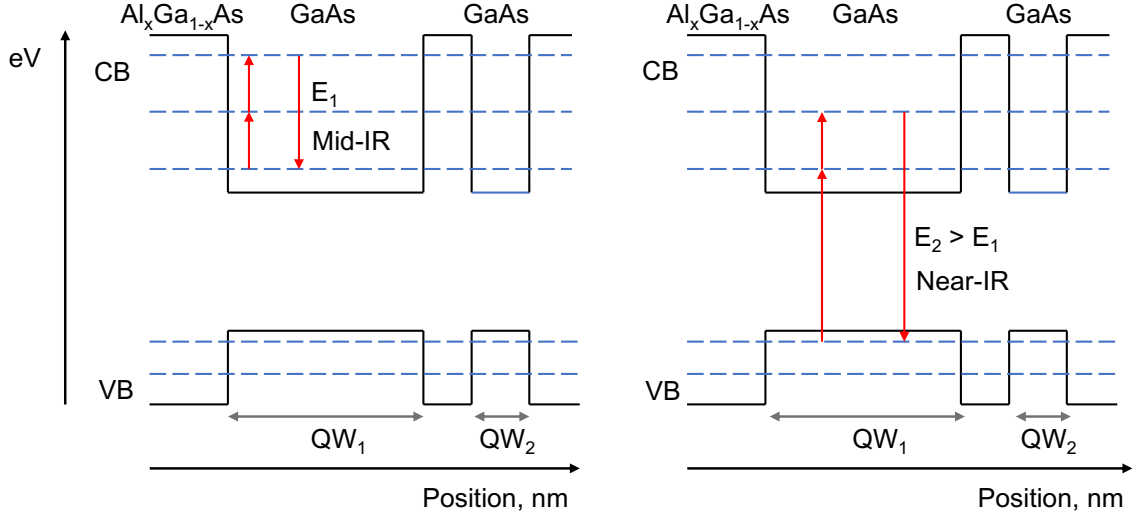 AlₓGa₁₋ₓAs GaAs GaAs
eV
CB
E₁
Mid-IR
VB
QW₁ QW₂
Position, nm
AlₓGa₁₋ₓAs GaAs GaAs
CB
E₂ > E₁
Near-IR
VB
QW₁ QW₂
Position, nm